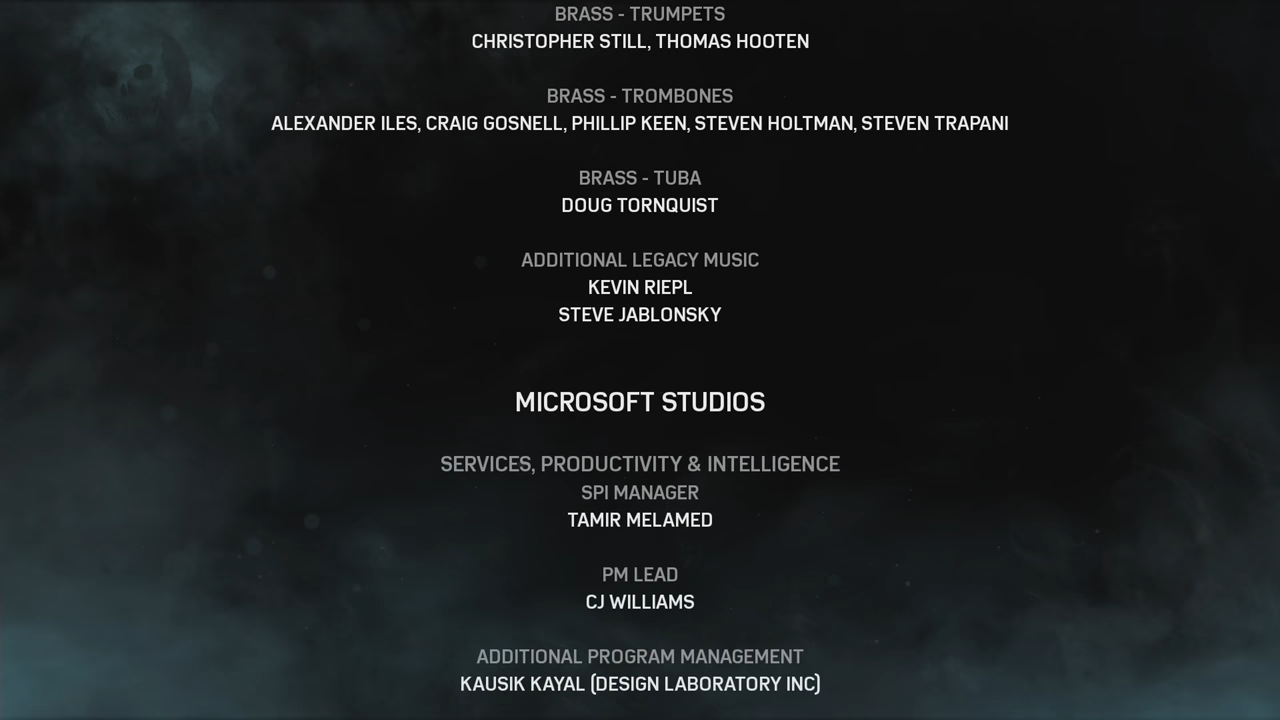 BRASS - TRUMPETS
CHRISTOPHER STILL, THOMAS HOOTEN
BRASS - TROMBONES
ALEXANDER ILES, CRAIG GOSNELL, PHILLIP KEEN, STEVEN HOLTMAN, STEVEN TRAPANI
BRASS - TUBA
DOUG TORNQUIST
ADDITIONAL LEGACY MUSIC
KEVIN RIEPL
STEVE JABLONSKY
MICROSOFT STUDIOS
SERVICES, PRODUCTIVITY & INTELLIGENCE
SPI MANAGER
TAMIR MELAMED
PM LEAD
CJ WILLIAMS
ADDITIONAL PROGRAM MANAGEMENT
KAUSIK KAYAL (DESIGN LABORATORY INC)